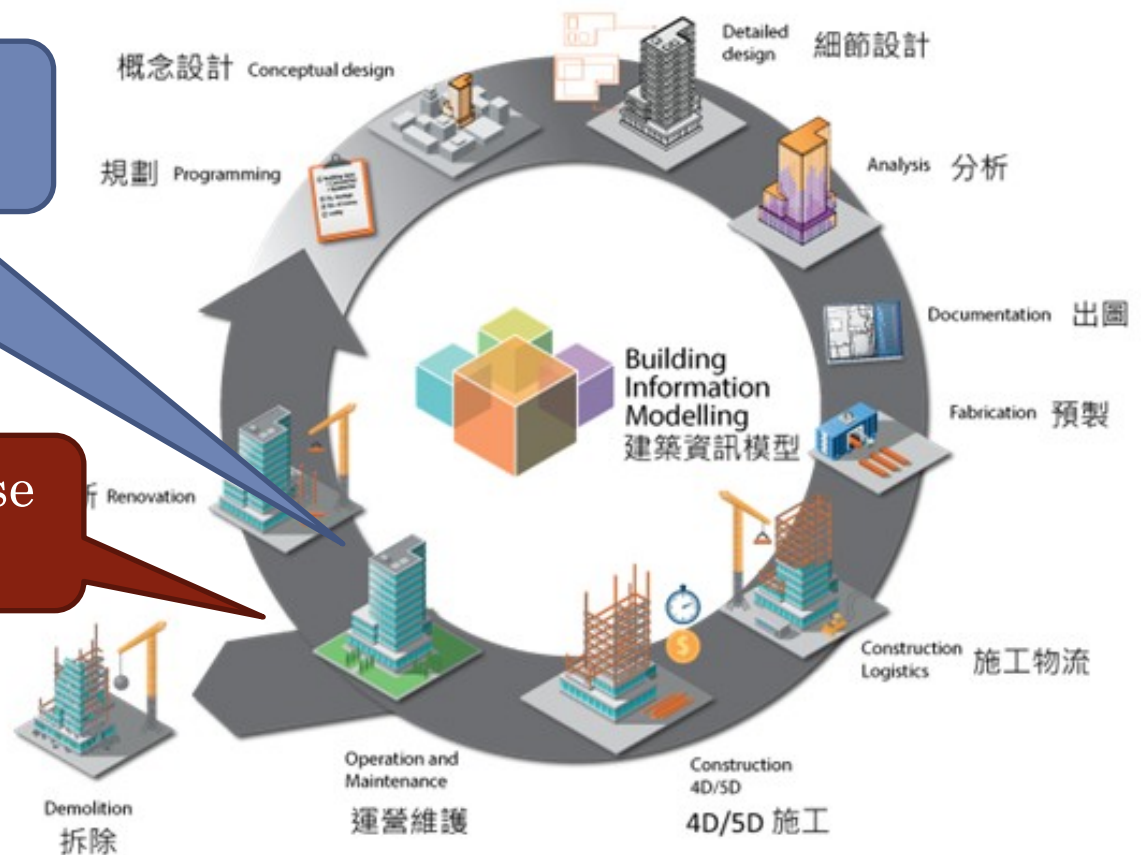 概念設計 Conceptual design
Detailed
design 細節設計
規劃 Programming
Analysis 分析
Documentation 出圖
Building
Information
Modelling
建築資訊模型
Fabrication 預製
Renovation
Construction
Logistics 施工物流
Operation and
Maintenance
運營維護
Construction
4D/5D
4D/5D 施工
Demolition
拆除